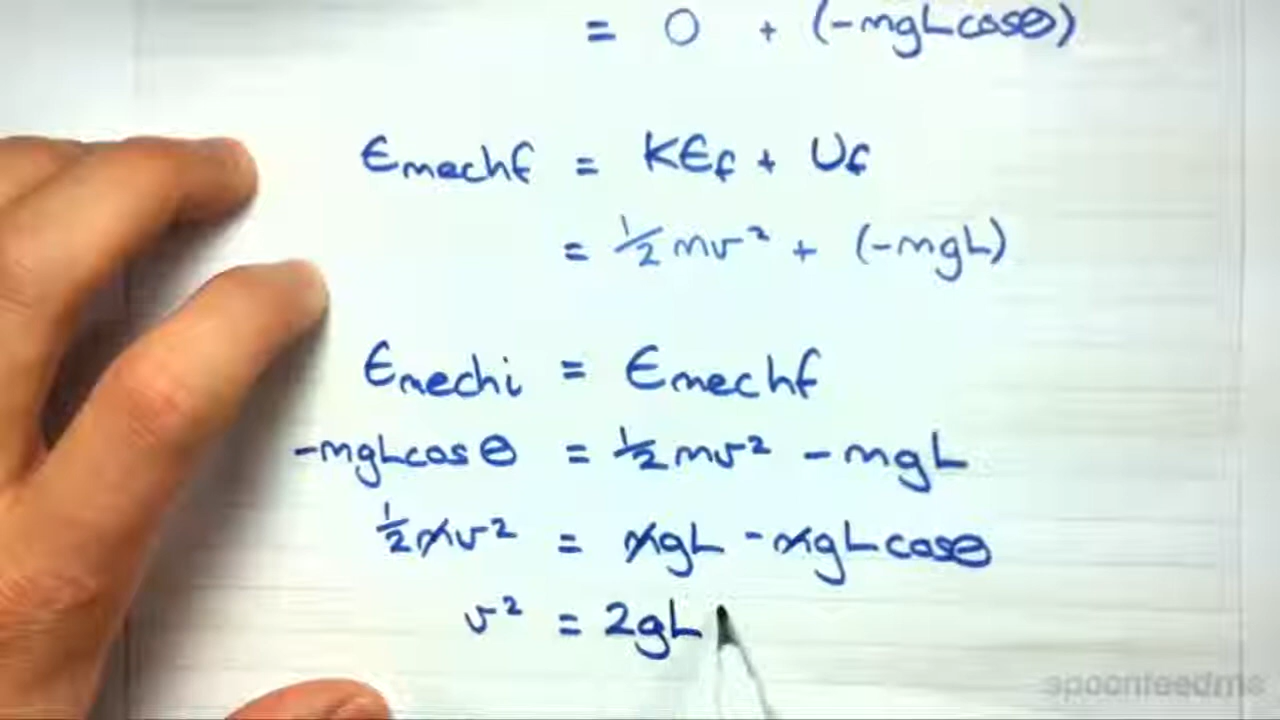 = 0 + (-mgLcosθ)
Emechf = KEf + Uf
= ½mv² + (-mgL)
Emechi = Emechf
-mgLcosθ = ½mv² - mgL
½mv² = mgL - mgLcosθ
v² = 2gL
spoonfeedme